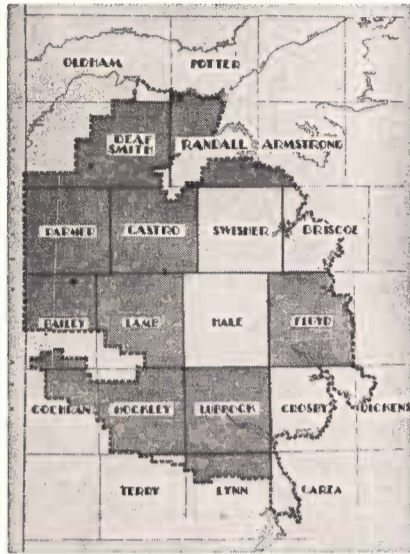 OLDHAM POTTER
DEAF SMITH RANDALL ARMSTRONG
PARMER CASTRO SWISHER BRISCOE
BAILEY LAMB HALE FLOYD
COCHRAN HOCKLEY LUBBOCK CROSBY DICKENS
TERRY LYNN GARZA